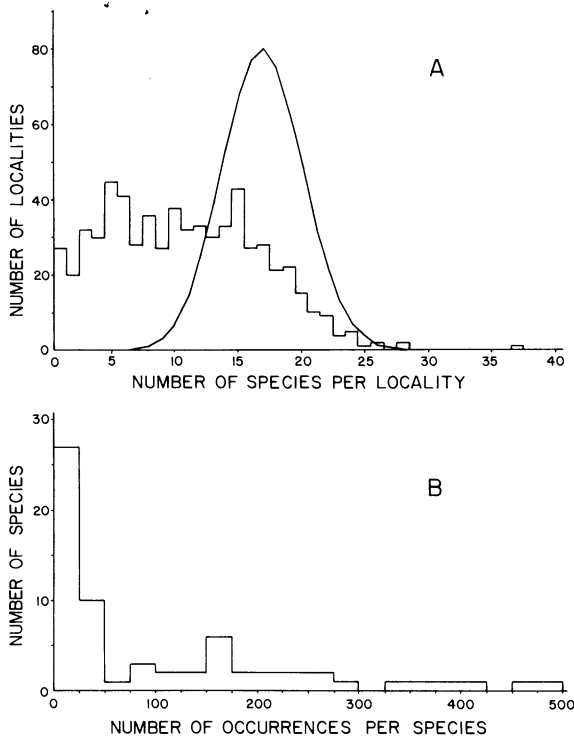 A
NUMBER OF LOCALITIES
80
60
40
20
0
0 5 10 15 20 25 30 35 40
NUMBER OF SPECIES PER LOCALITY
B
NUMBER OF SPECIES
30
20
10
0
0 100 200 300 400 500
NUMBER OF OCCURRENCES PER SPECIES